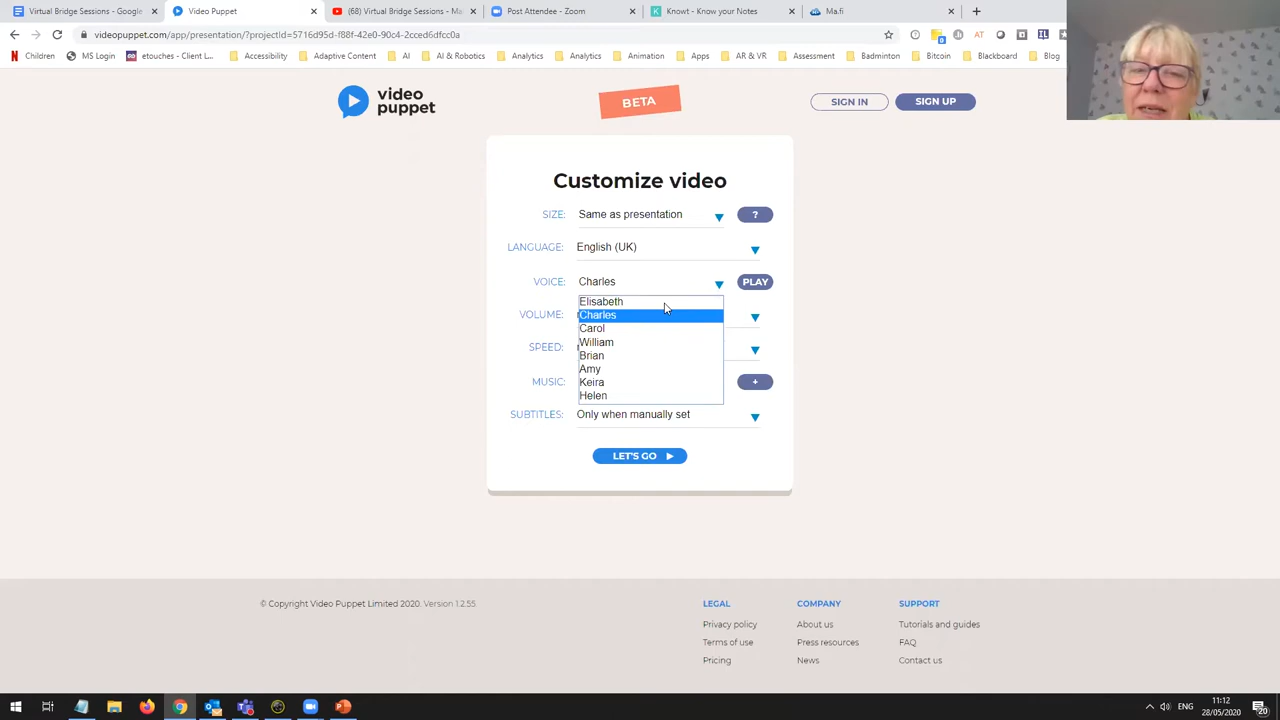 Virtual Bridge Sessions - Google
Video Puppet
(68) Virtual Bridge Sessions - Ma
Post Attendee - Zoom
Knowt - Know your Notes
Ma.fi
videopuppet.com/app/presentation/?projectId=5716d95d-f88f-42e0-90c4-2cced6dfcc0a
Children
MS Login
etouches - Client L...
Accessibility
Adaptive Content
AI
AI & Robotics
Analytics
Analytics
Animation
Apps
AR & VR
Assessment
Badminton
Bitcoin
Blackboard
Blog
video
puppet
BETA
SIGN IN
SIGN UP
Customize video
SIZE: Same as presentation ?
LANGUAGE: English (UK)
VOICE: Charles PLAY
Elisabeth
VOLUME: Charles
Carol
William
SPEED:
Brian
Amy
MUSIC: Keira +
Helen
SUBTITLES: Only when manually set
LET'S GO
© Copyright Video Puppet Limited 2020. Version 1.2.55.
LEGAL
Privacy policy
Terms of use
Pricing
COMPANY
About us
Press resources
News
SUPPORT
Tutorials and guides
FAQ
Contact us
ENG
11:12
28/05/2020
20